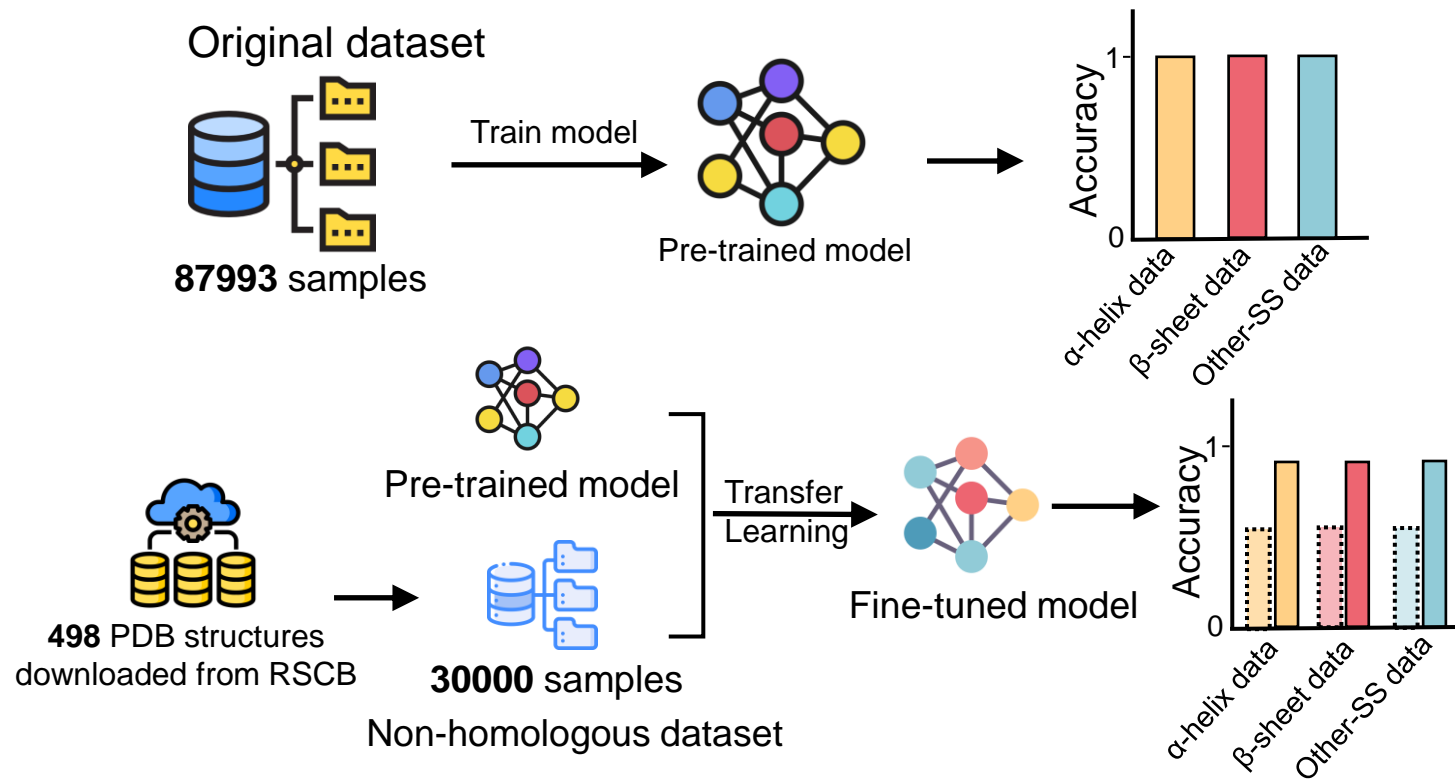 Original dataset
Train model
87993 samples
Pre-trained model
Accuracy
1
0
α-helix data
β-sheet data
Other-SS data
Pre-trained model
498 PDB structures
downloaded from RSCB
30000 samples
Non-homologous dataset
Transfer
Learning
Fine-tuned model
Accuracy
1
0
α-helix data
β-sheet data
Other-SS data